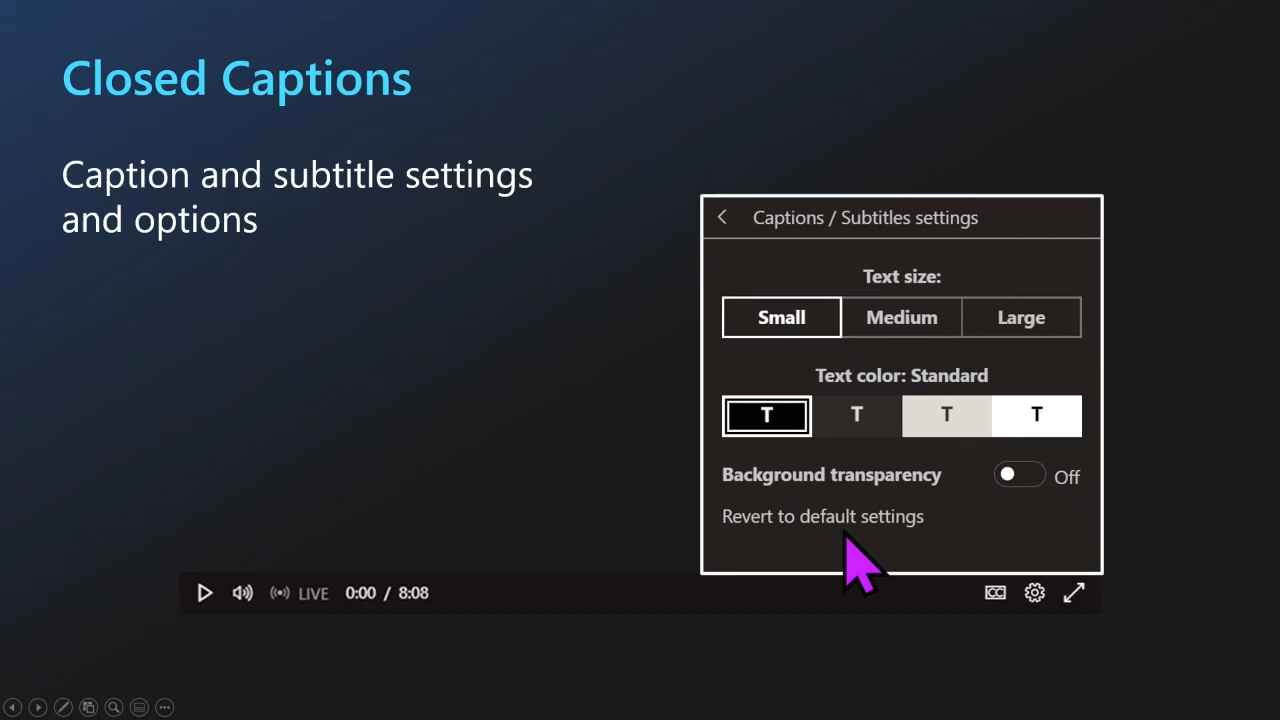 Closed Captions
Caption and subtitle settings
and options
Captions / Subtitles settings
Text size:
Small Medium Large
Text color: Standard
T T T T
Background transparency Off
Revert to default settings
LIVE 0:00 / 8:08 CC